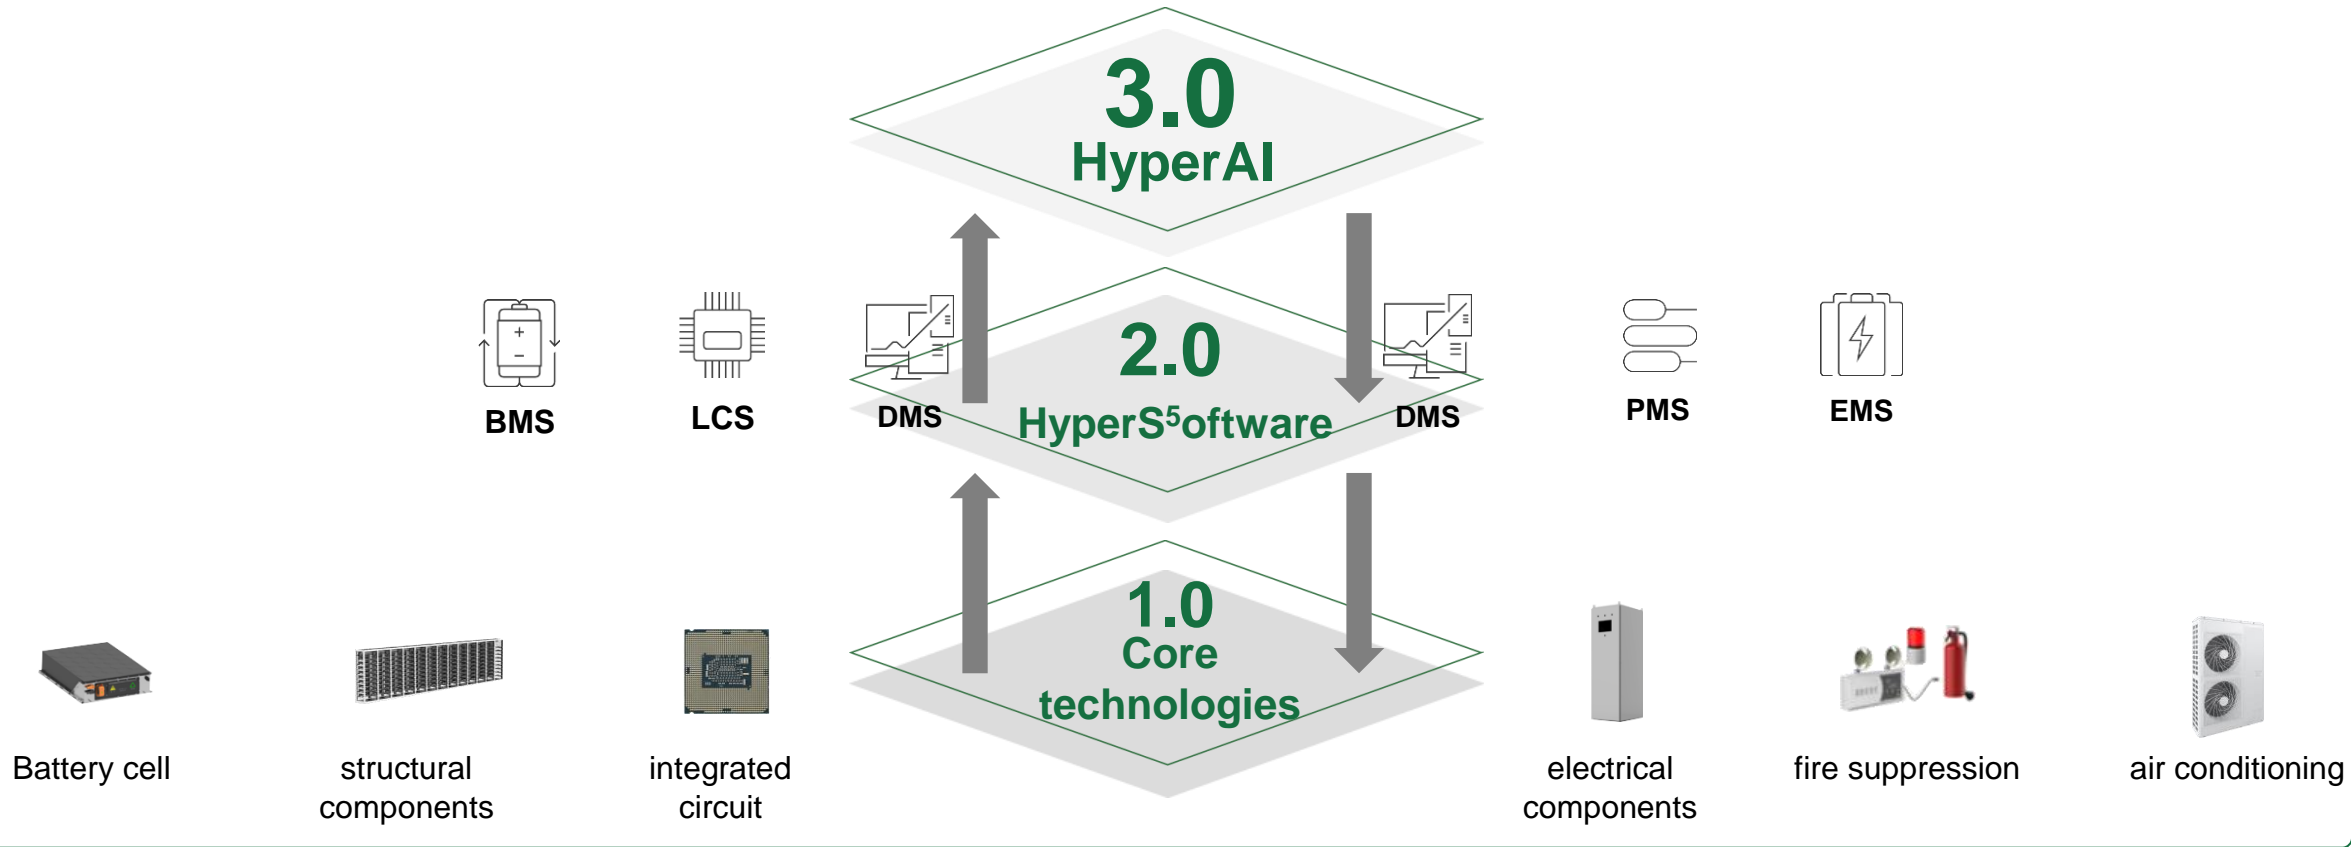 3.0
HyperAI
2.0
HyperS⁵oftware
BMS
LCS
DMS
DMS
PMS
EMS
1.0
Core
technologies
Battery cell
structural
components
integrated
circuit
electrical
components
fire suppression
air conditioning